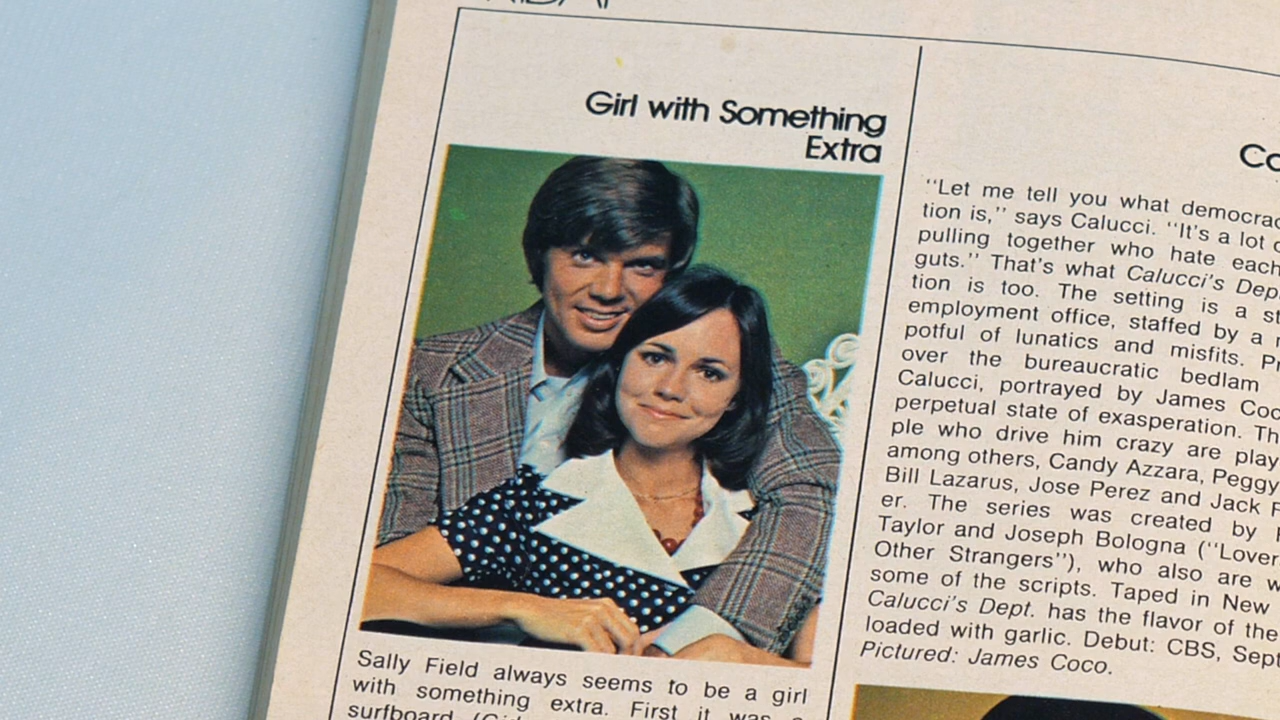 Girl with Something
Extra
Sally Field always seems to be a girl
with something extra. First it was a
surfboard
"Let me tell you what
tion is," says Calucci. "It's a lot
pulling together who hate each
guts." That's what Calucci's
tion is too. The setting is a
employment office, staffed by a
potful of lunatics and misfits.
over the bureaucratic bedlam
Calucci, portrayed by James
perpetual state of exasperation.
ple who drive him crazy are
among others, Candy Azzara, Peggy
Bill Lazarus, Jose Perez and Jack
er. The series was created by
Taylor and Joseph Bologna
Other Strangers"), who also are
some of the scripts. Taped in New
Calucci's Dept. has the flavor of the
loaded with garlic. Debut: CBS,
Pictured: James Coco.